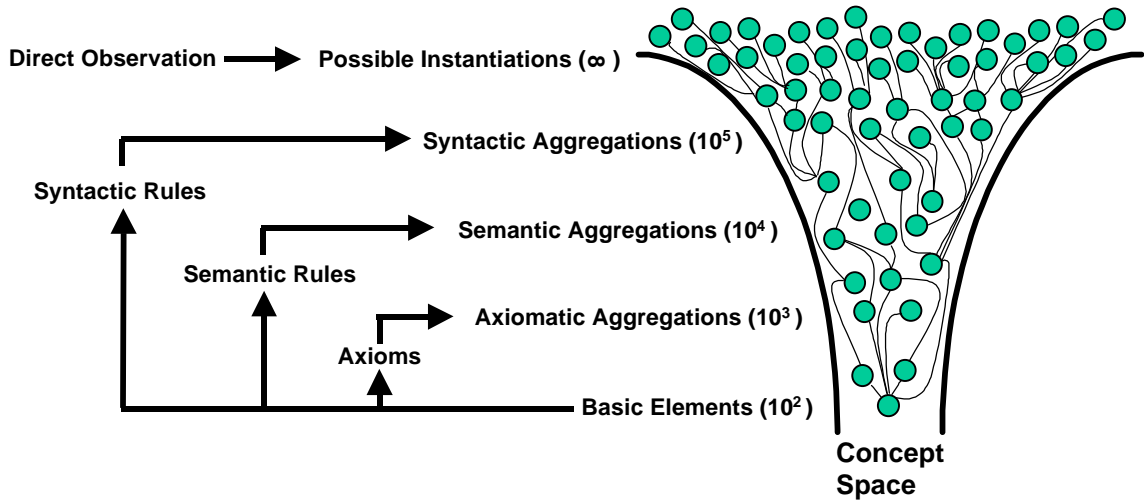 Direct Observation
Possible Instantiations (∞ )
Syntactic Aggregations (10⁵ )
Syntactic Rules
Semantic Aggregations (10⁴ )
Semantic Rules
Axiomatic Aggregations (10³ )
Axioms
Basic Elements (10² )
Concept
Space